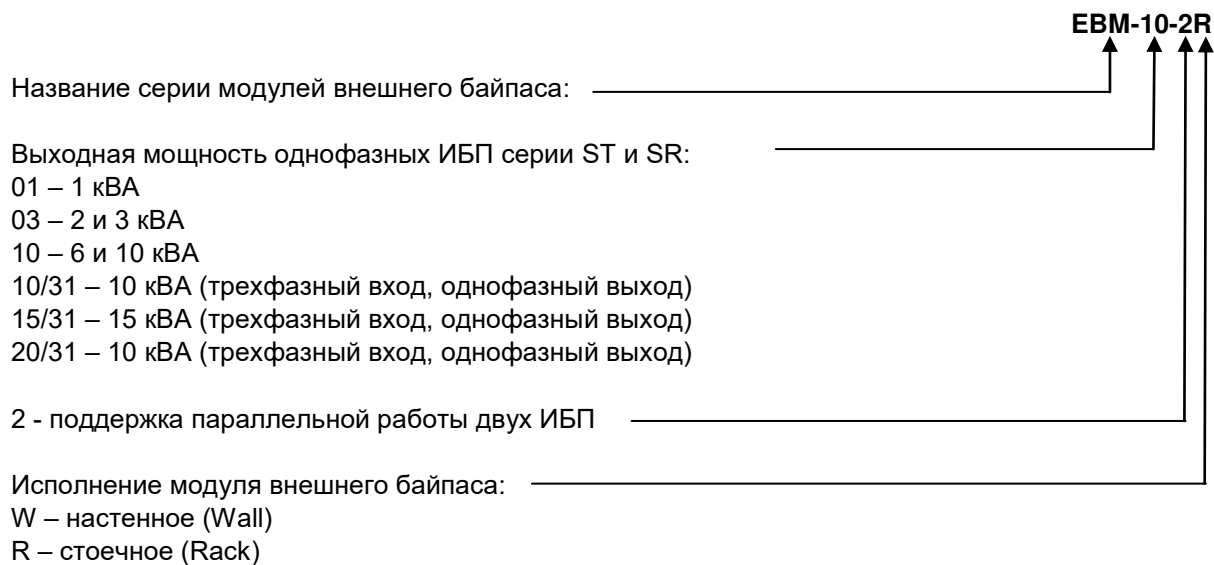 EBM-10-2R
Название серии модулей внешнего байпаса:
Выходная мощность однофазных ИБП серии ST и SR:
01 – 1 кВА
03 – 2 и 3 кВА
10 – 6 и 10 кВА
10/31 – 10 кВА (трехфазный вход, однофазный выход)
15/31 – 15 кВА (трехфазный вход, однофазный выход)
20/31 – 10 кВА (трехфазный вход, однофазный выход)
2 - поддержка параллельной работы двух ИБП
Исполнение модуля внешнего байпаса:
W – настенное (Wall)
R – стоечное (Rack)